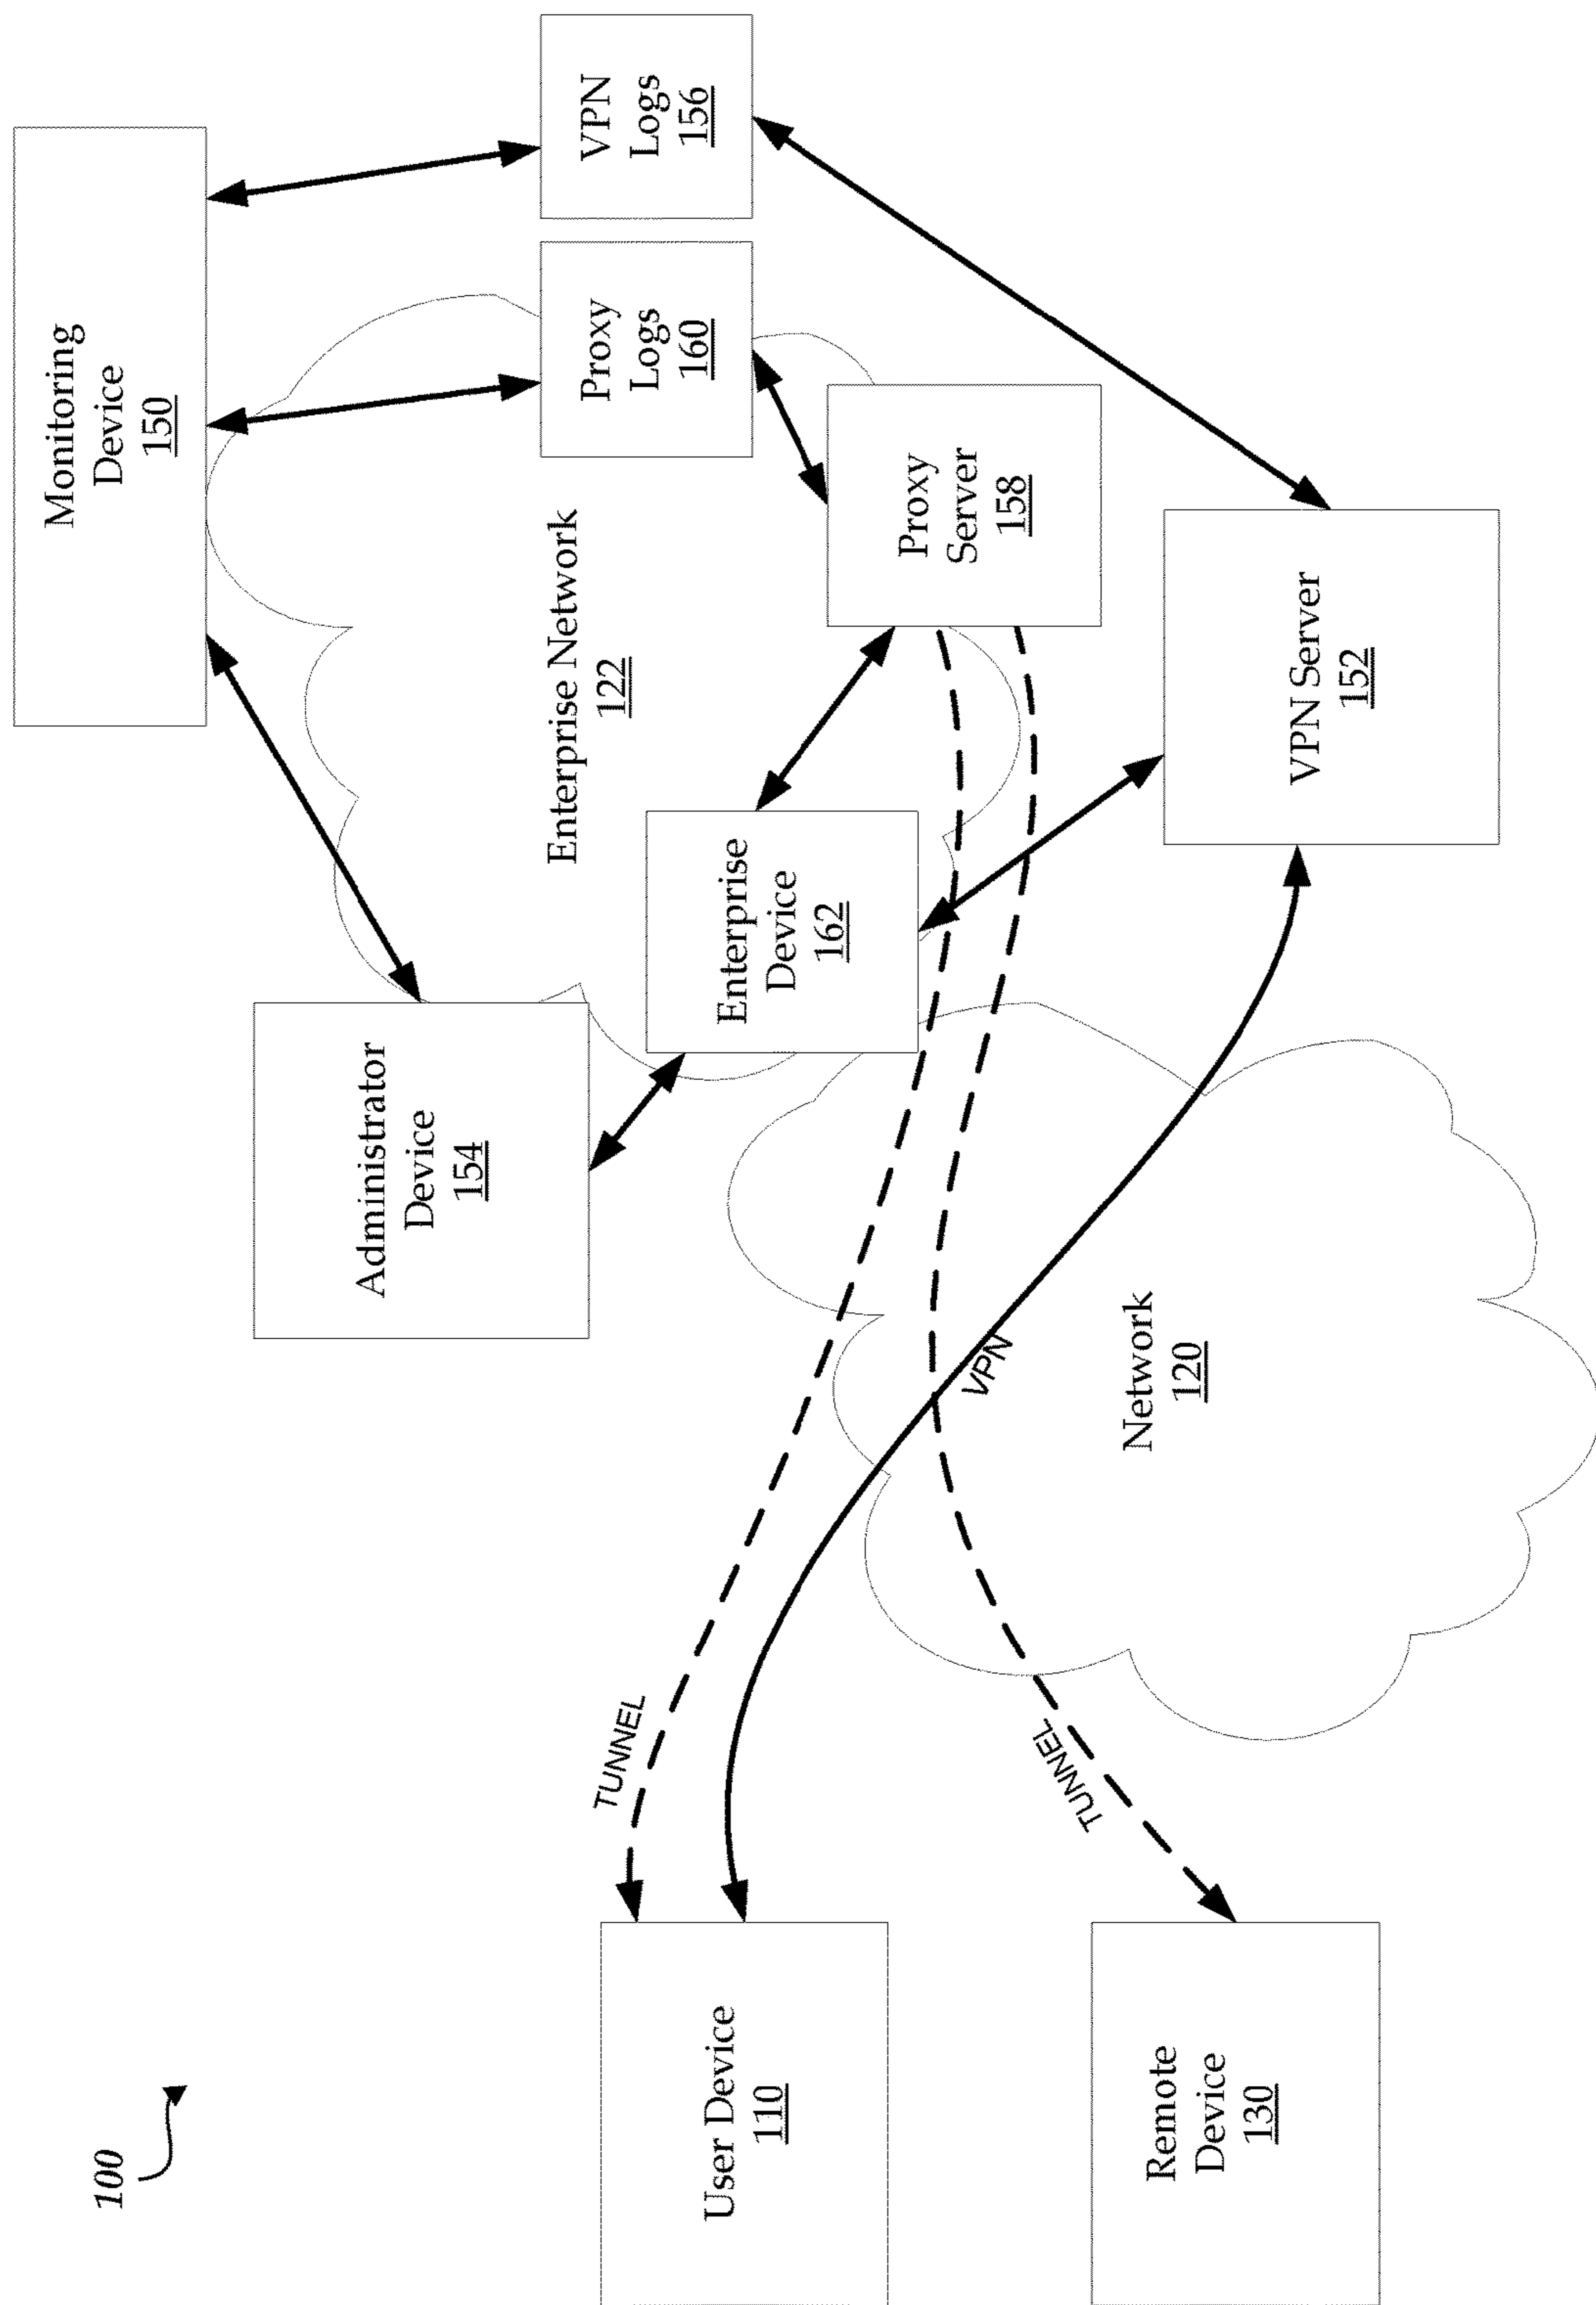 100
Monitoring
Device
150
Administrator
Device
154
VPN
Logs
156
Proxy
Logs
160
Enterprise Network
122
Enterprise
Device
162
Proxy
Server
158
TUNNEL
User Device
110
VPN
VPN Server
152
TUNNEL
Network
120
Remote
Device
130